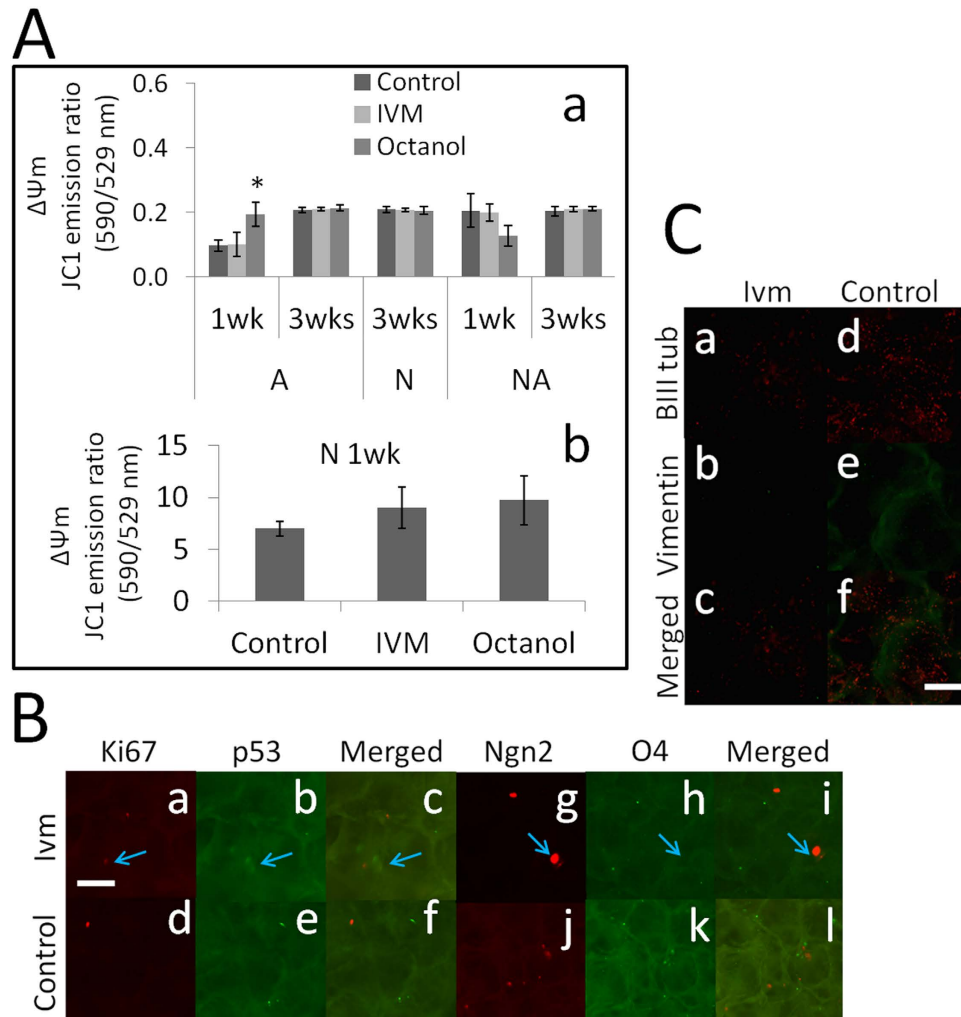 A
a
Control
IVM
Octanol
ΔΨm
JC1 emission ratio
(590/529 nm)
0.6
0.4
0.2
0.0
*
1wk 3wks 3wks 1wk 3wks
A N NA
b
N 1wk
ΔΨm
JC1 emission ratio
(590/529 nm)
15
10
5
0
Control IVM Octanol
C
Ivm Control
BIII tub
a d
Vimentin
b e
Merged
c f
B
Ki67 p53 Merged Ngn2 O4 Merged
Ivm
a b c g h i
Control
d e f j k l